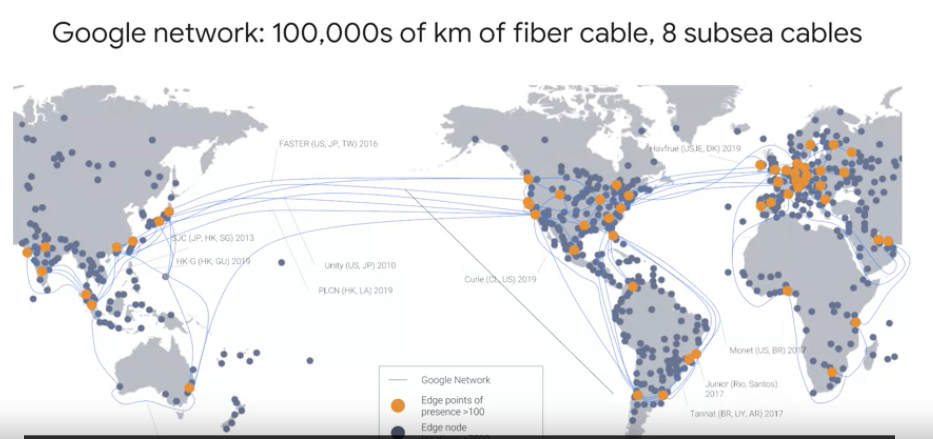 Google network: 100,000s of km of fiber cable, 8 subsea cables
FASTER (US, JP, TW) 2016
Havfrue (US,IE, DK) 2019
SJC (JP, HK, SG) 2013
HK-G (HK, GU) 2019
Unity (US, JP) 2010
PLCN (HK, LA) 2019
Curie (CL, US) 2019
Monet (US, BR) 2017
Junior (Rio, Santos)
2017
Tannat (BR, UY, AR) 2017
Google Network
Edge points of
presence >100
Edge node